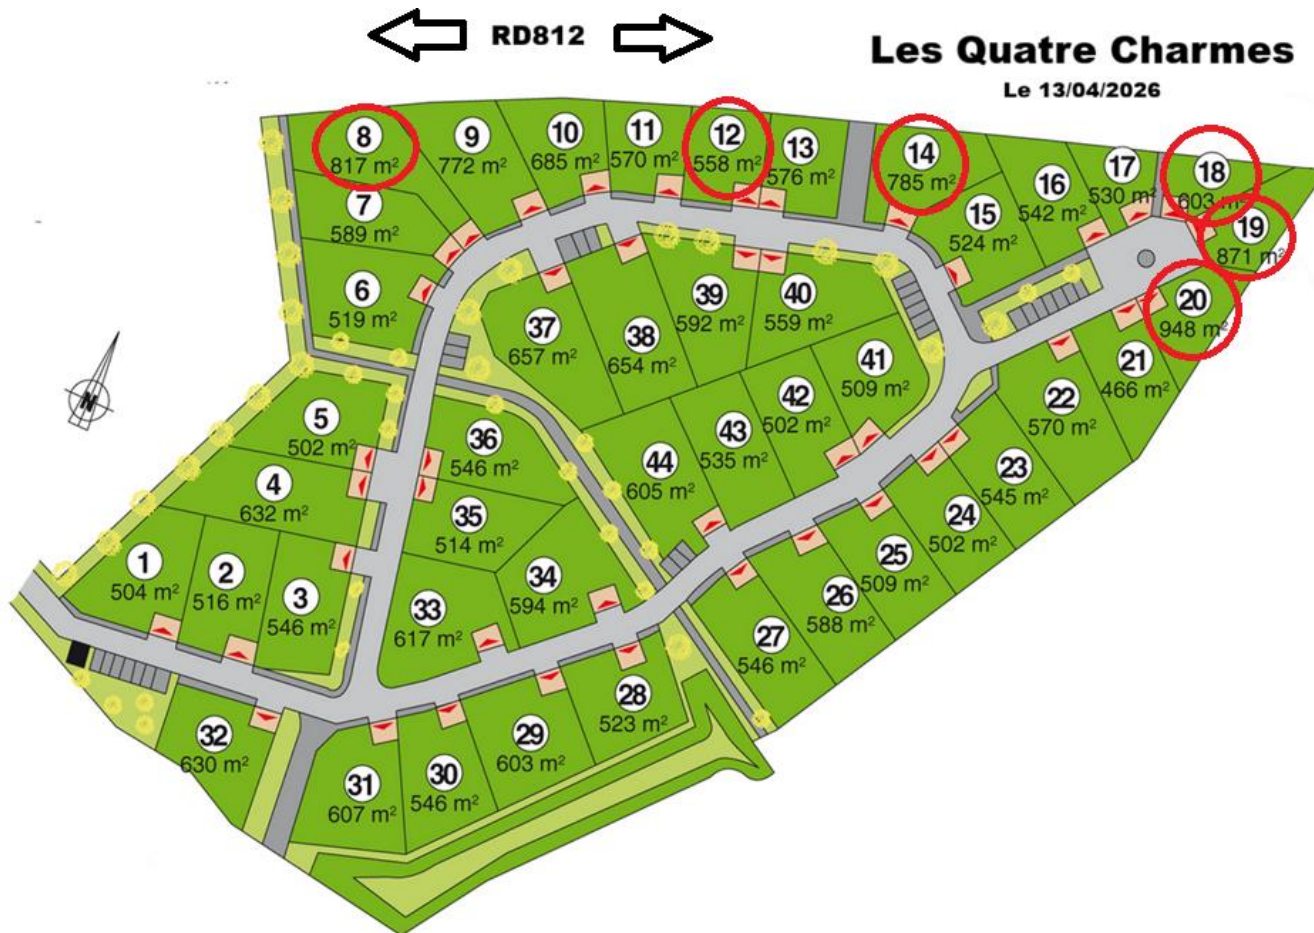 RD812
Les Quatre Charmes
Le 13/04/2026
8
817 m²
9
772 m²
10
685 m²
11
570 m²
12
558 m²
13
576 m²
14
785 m²
15
524 m²
16
542 m²
17
530 m²
18
603 m²
19
871 m²
20
948 m²
7
589 m²
6
519 m²
37
657 m²
38
654 m²
39
592 m²
40
559 m²
41
509 m²
42
502 m²
43
535 m²
44
605 m²
21
466 m²
22
570 m²
23
545 m²
24
502 m²
25
509 m²
26
588 m²
27
546 m²
N
5
502 m²
4
632 m²
36
546 m²
35
514 m²
34
594 m²
33
617 m²
1
504 m²
2
516 m²
3
546 m²
32
630 m²
31
607 m²
30
546 m²
29
603 m²
28
523 m²